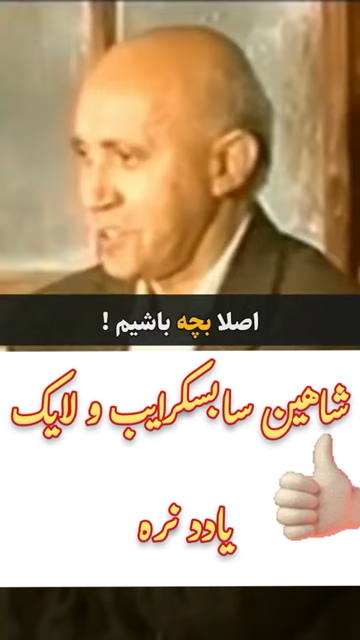 اصلا بچه باشیم !
شاهین سابسکرایب و لایک
یادد نره